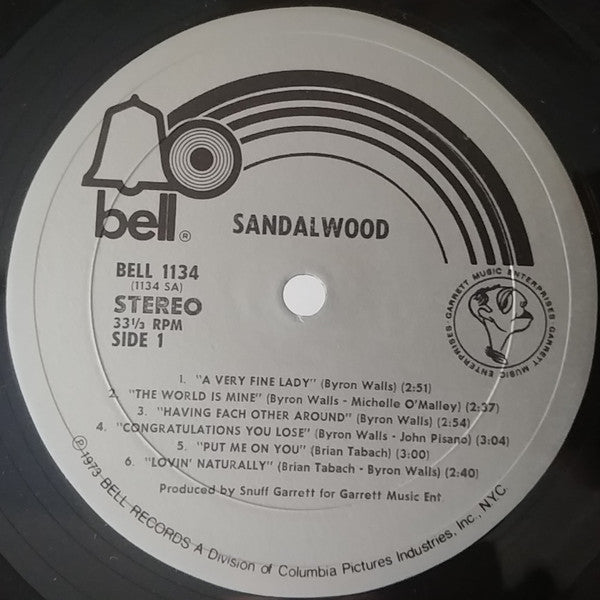 bell®
SANDALWOOD
BELL 1134
(1134 SA)
STEREO
33⅓ RPM
SIDE 1
GARRETT MUSIC ENTERPRISES · GARRETT MUSIC ENTERPRISES ·
1. "A VERY FINE LADY" (Byron Walls) (2:51)
2. "THE WORLD IS MINE" (Byron Walls - Michelle O'Malley) (2:37)
3. "HAVING EACH OTHER AROUND" (Byron Walls) (2:54)
4. "CONGRATULATIONS YOU LOSE" (Byron Walls - John Pisano) (3:04)
5. "PUT ME ON YOU" (Brian Tabach) (3:00)
6. "LOVIN' NATURALLY" (Brian Tabach - Byron Walls) (2:40)
Produced by Snuff Garrett for Garrett Music Ent.
℗ 1973 BELL RECORDS A Division of Columbia Pictures Industries, Inc., NYC